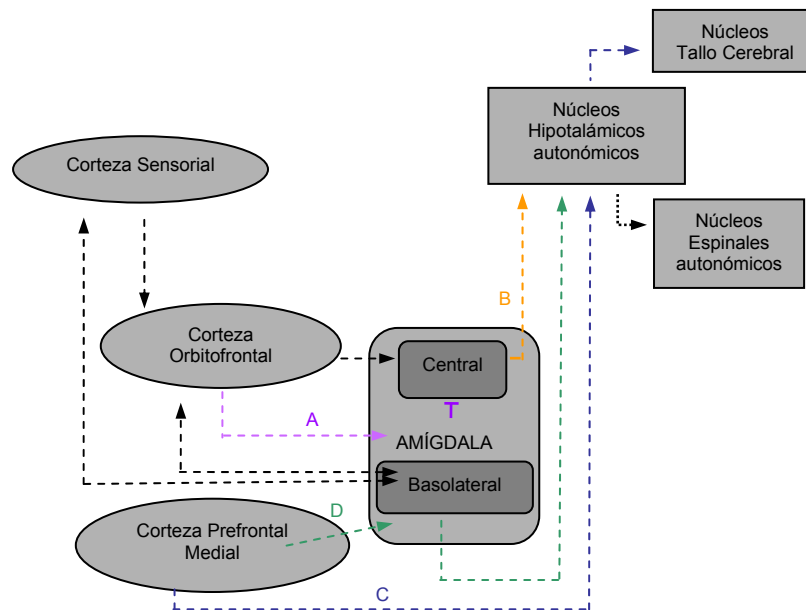 Núcleos
Tallo Cerebral
Núcleos
Hipotalámicos
autonómicos
Corteza Sensorial
Núcleos
Espinales
autonómicos
B
Corteza
Orbitofrontal
Central
A
AMÍGDALA
Basolateral
D
Corteza Prefrontal
Medial
C